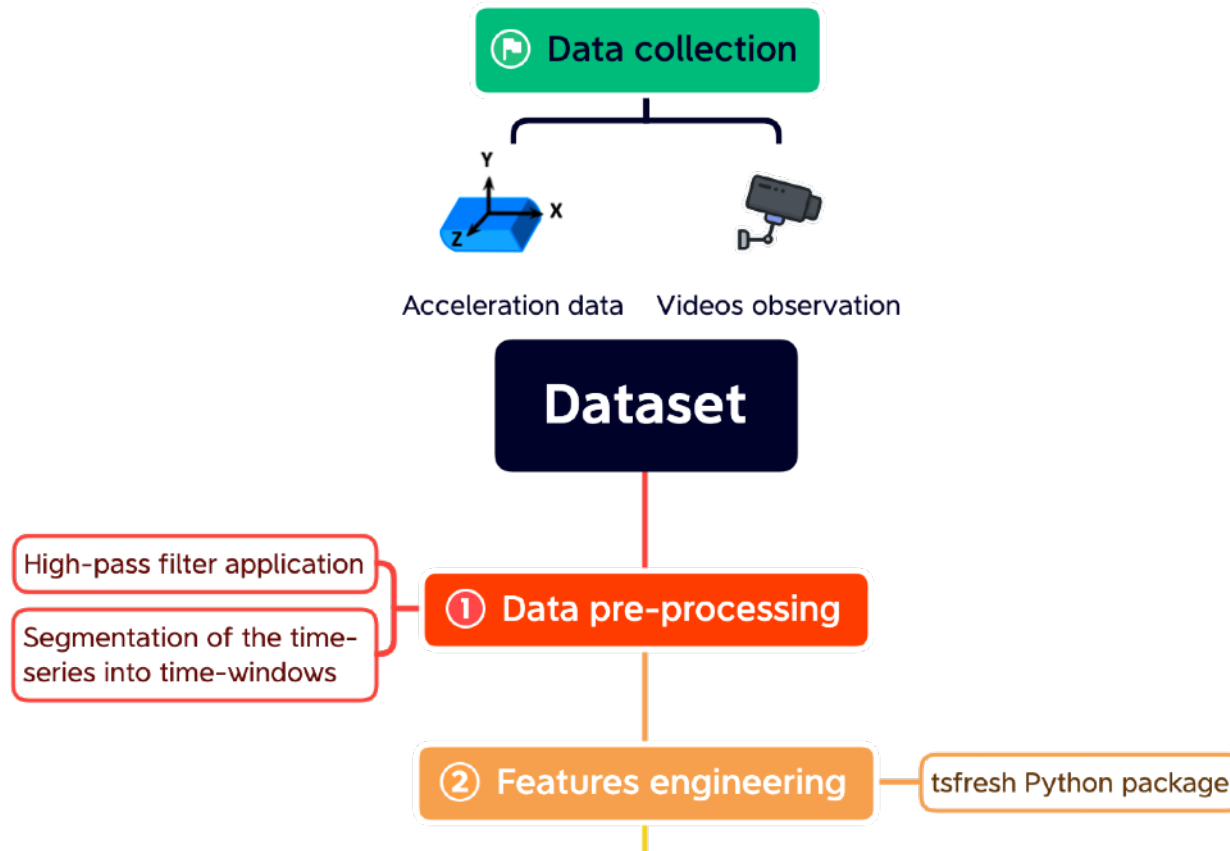 Data collection
Y
X
Z
Acceleration data
Videos observation
Dataset
High-pass filter application
1 Data pre-processing
Segmentation of the time-
series into time-windows
2 Features engineering
tsfresh Python package